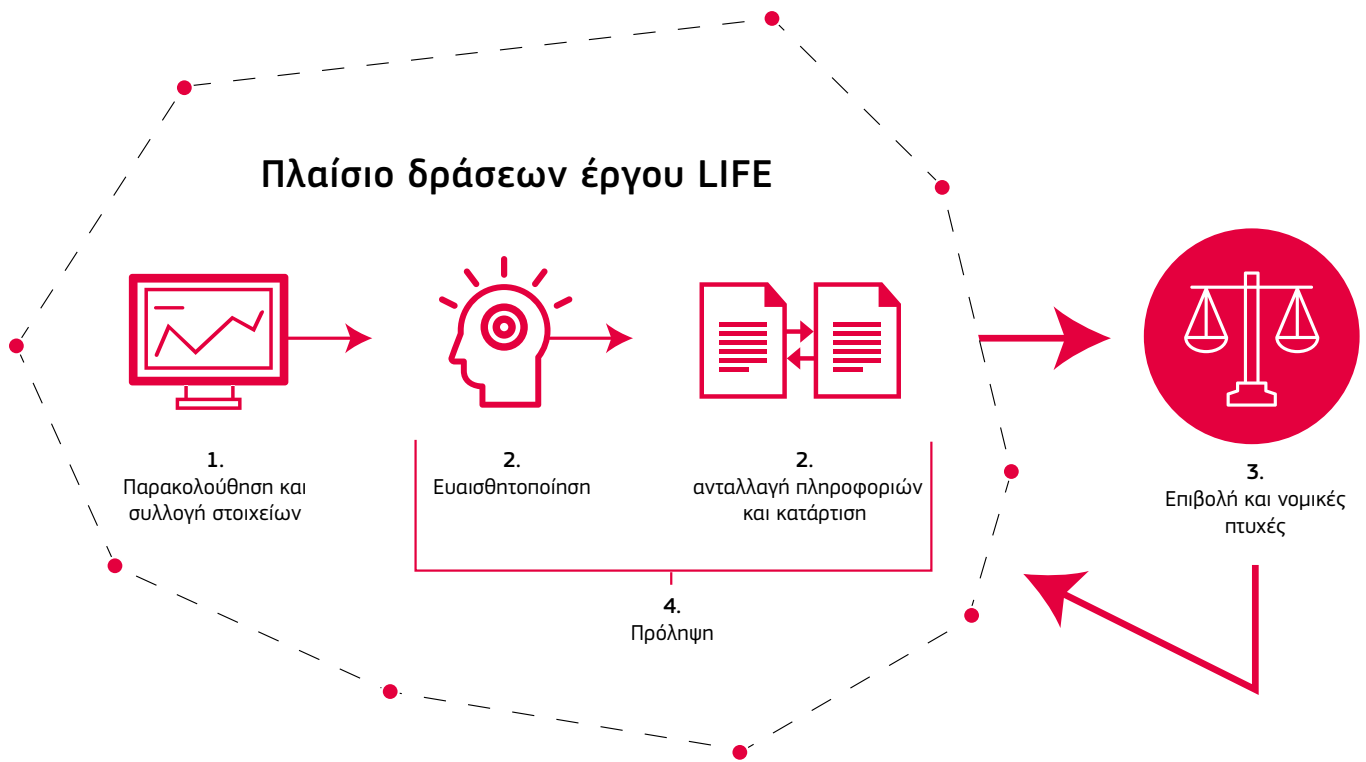 Πλαίσιο δράσεων έργου LIFE
1.
Παρακολούθηση και
συλλογή στοιχείων
2.
Ευαισθητοποίηση
2.
ανταλλαγή πληροφοριών
και κατάρτιση
3.
Επιβολή και νομικές
πτυχές
4.
Πρόληψη